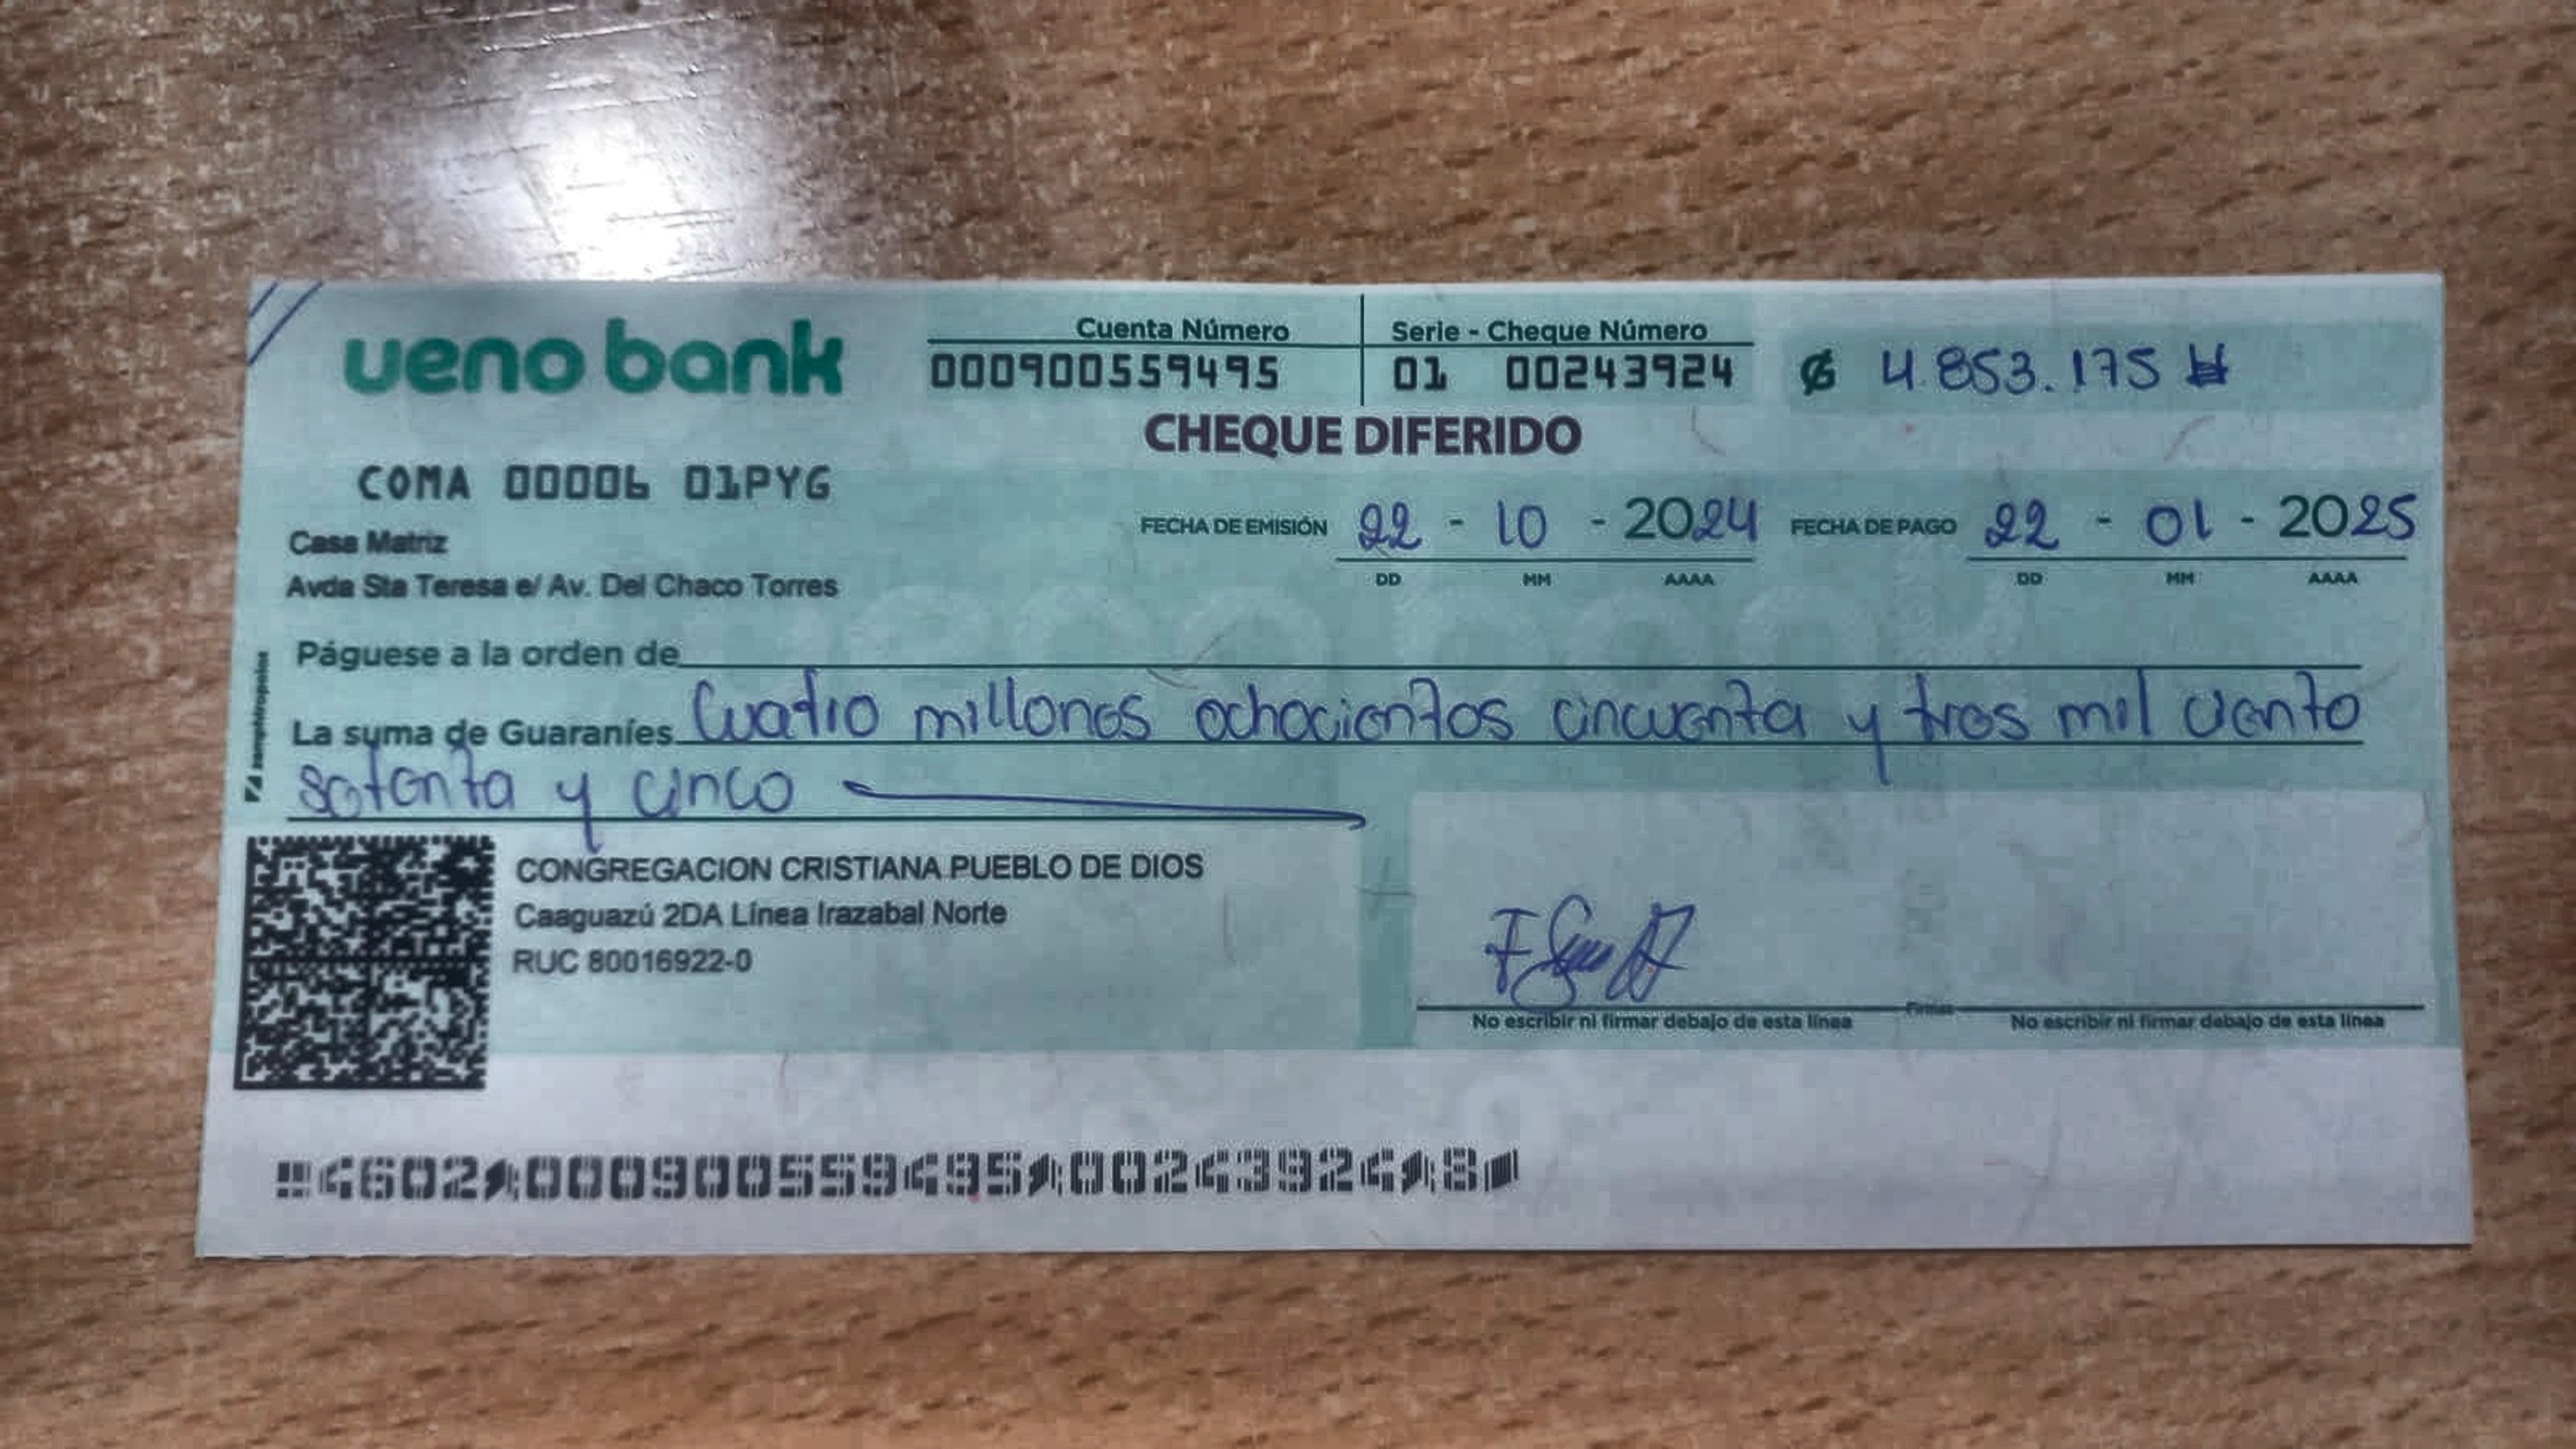 ueno bank
Cuenta Número
Serie - Cheque Número
000900559495
01 00243924
₲ 4.853.175
CHEQUE DIFERIDO
COMA 00006 01PYG
FECHA DE EMISIÓN 22 - 10 - 2024 FECHA DE PAGO 22 - 01 - 2025
DD MM AAAA DD MM AAAA
Casa Matriz
Avda Sta Teresa e/ Av. Del Chaco Torres
Páguese a la orden de
La suma de Guaraníes Cuatro millones ochocientos cincuenta y tres mil ciento
setenta y cinco
CONGREGACION CRISTIANA PUEBLO DE DIOS
Caaguazú 2DA Línea Irazabal Norte
RUC 80016922-0
Firmas
No escribir ni firmar debajo de esta línea No escribir ni firmar debajo de esta línea
4602 000900559495 00243924 8